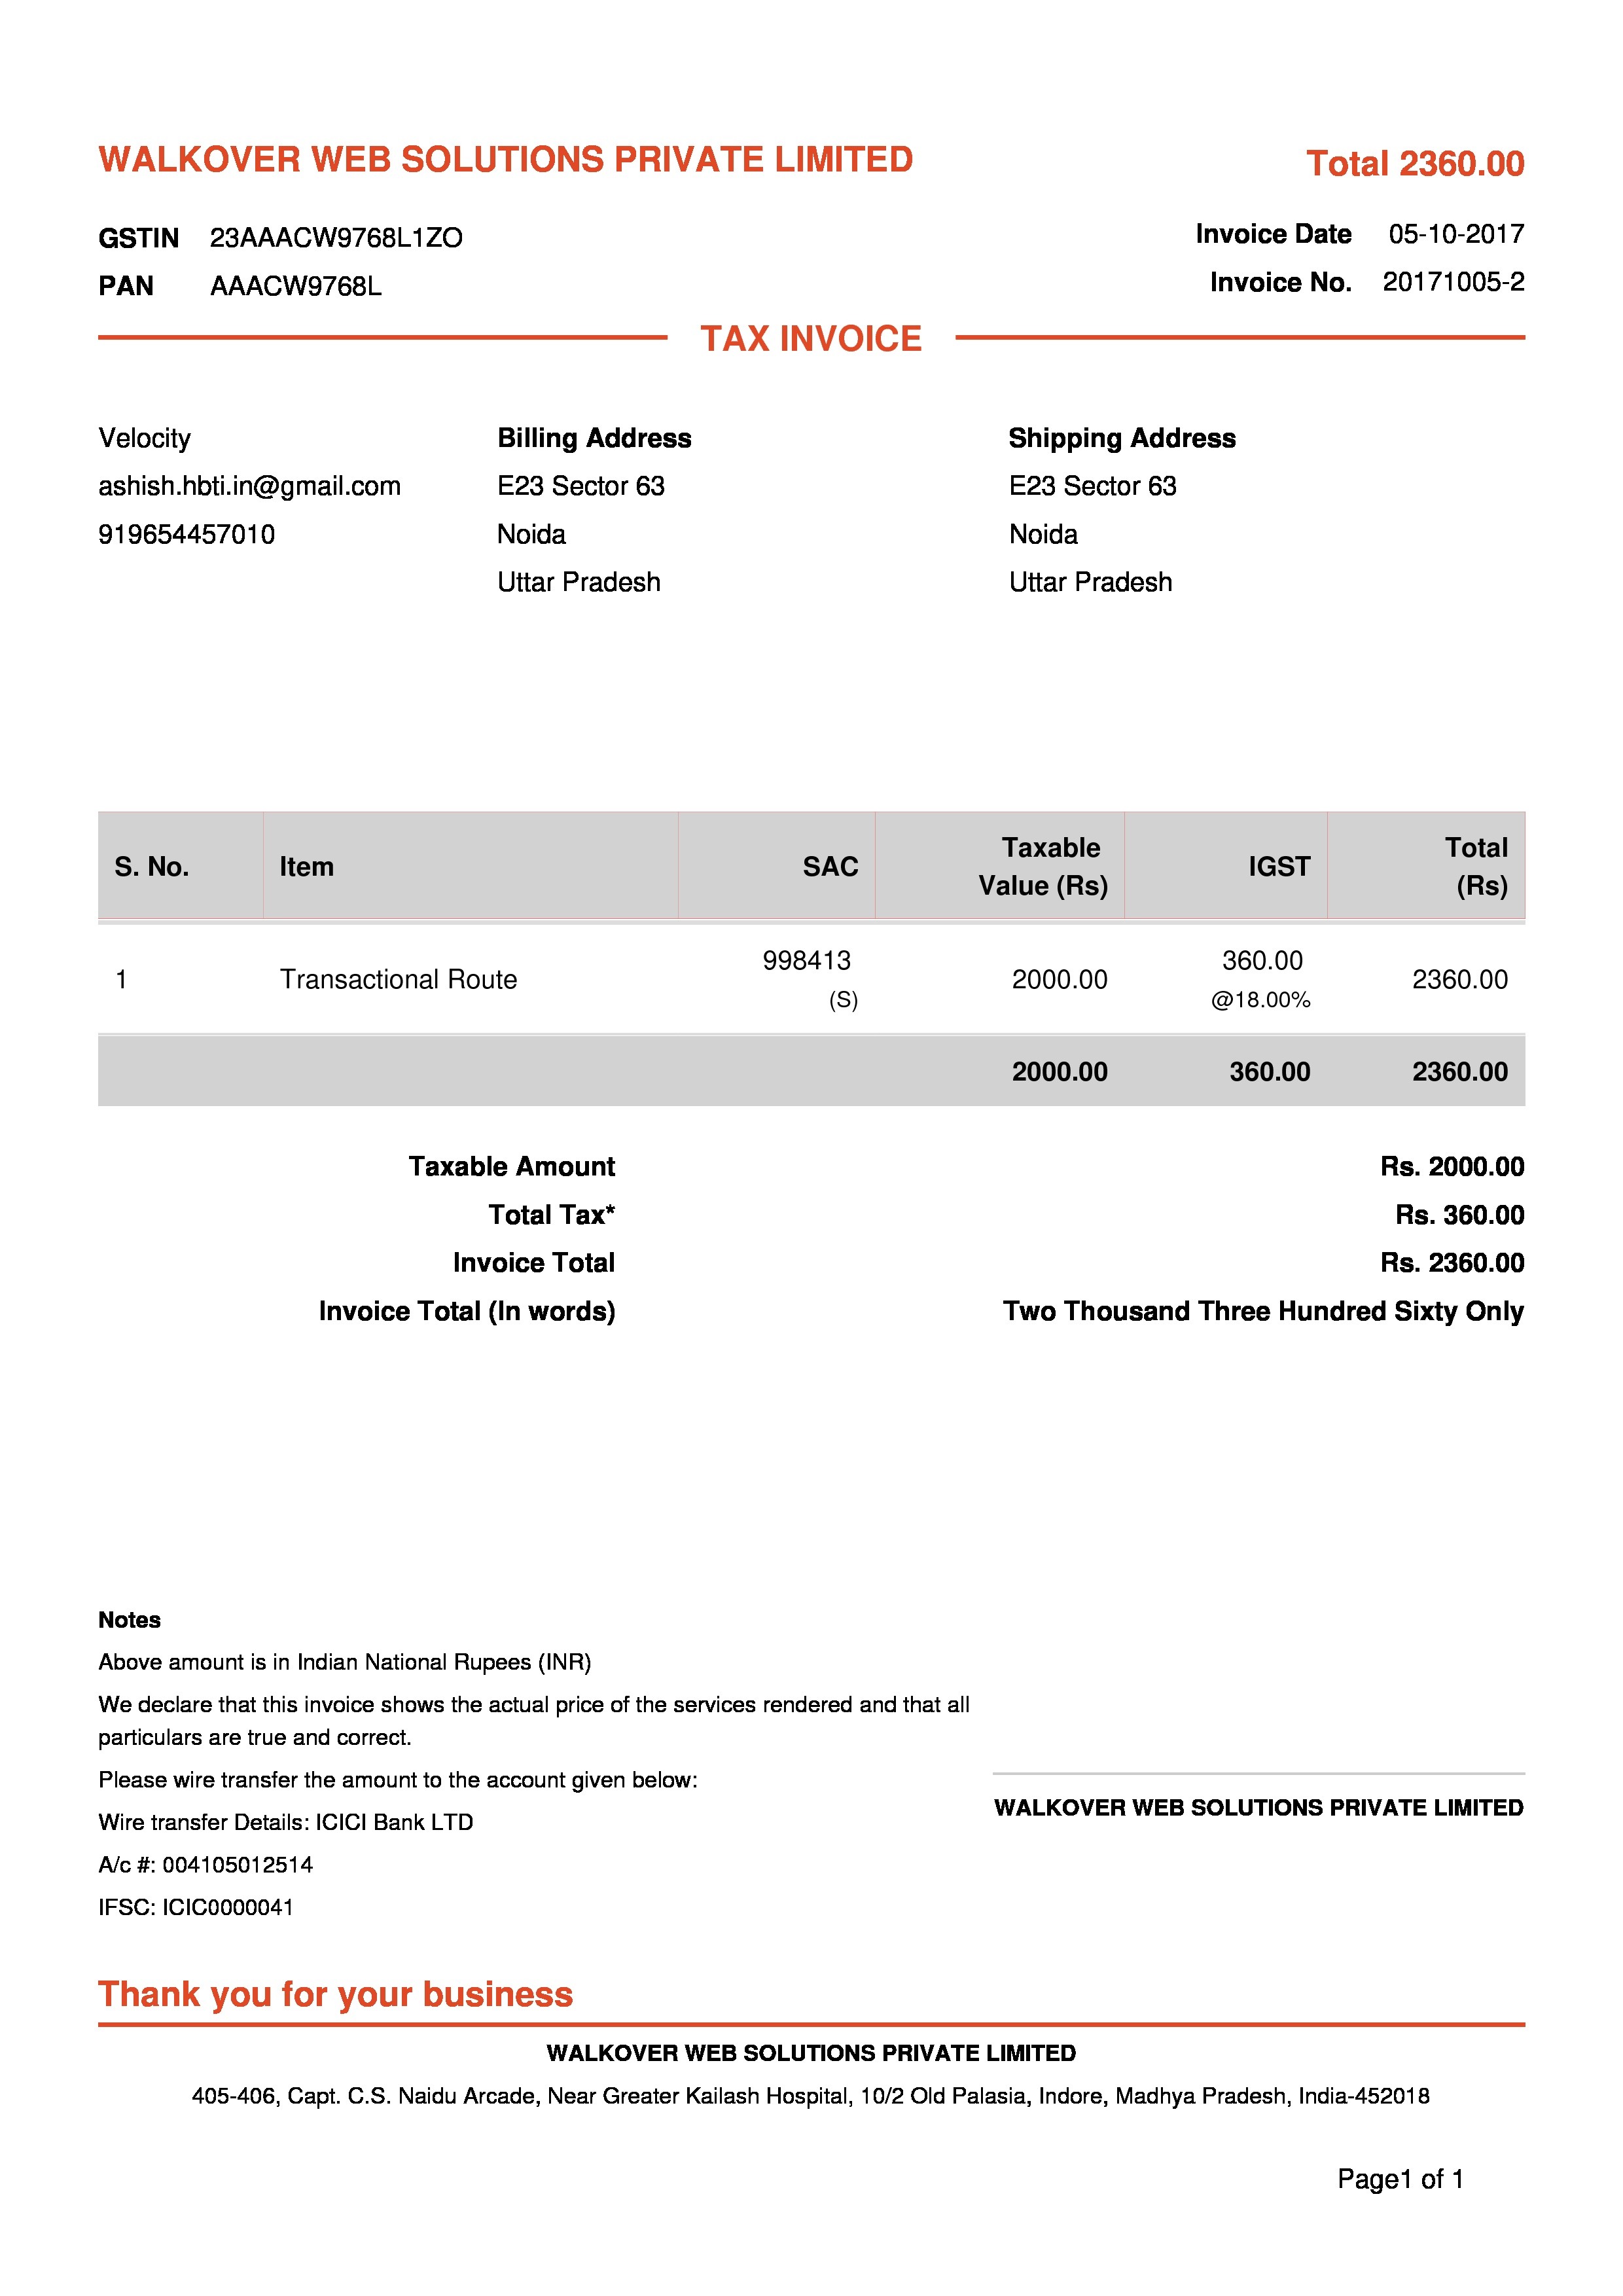 WALKOVER WEB SOLUTIONS PRIVATE LIMITED
Total 2360.00
GSTIN 23AAACW9768L1ZO
PAN AAACW9768L
Invoice Date 05-10-2017
Invoice No. 20171005-2
TAX INVOICE
Velocity
ashish.hbti.in@gmail.com
919654457010
Billing Address
E23 Sector 63
Noida
Uttar Pradesh
Shipping Address
E23 Sector 63
Noida
Uttar Pradesh
S. No. Item SAC Taxable Value (Rs) IGST Total (Rs)
1 Transactional Route 998413 (S) 2000.00 360.00 @18.00% 2360.00
2000.00 360.00 2360.00
Taxable Amount Rs. 2000.00
Total Tax* Rs. 360.00
Invoice Total Rs. 2360.00
Invoice Total (In words) Two Thousand Three Hundred Sixty Only
Notes
Above amount is in Indian National Rupees (INR)
We declare that this invoice shows the actual price of the services rendered and that all
particulars are true and correct.
Please wire transfer the amount to the account given below:
Wire transfer Details: ICICI Bank LTD
A/c #: 004105012514
IFSC: ICIC0000041
WALKOVER WEB SOLUTIONS PRIVATE LIMITED
Thank you for your business
WALKOVER WEB SOLUTIONS PRIVATE LIMITED
405-406, Capt. C.S. Naidu Arcade, Near Greater Kailash Hospital, 10/2 Old Palasia, Indore, Madhya Pradesh, India-452018
Page1 of 1